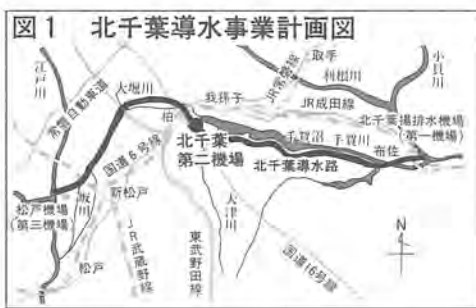 図1 北千葉導水事業計画図
江戸川
常磐自動車道
大堀川
柏
我孫子
JR常磐線
取手
利根川
小貝川
JR成田線
北千葉揚排水機場
(第一機場)
手賀沼
手賀川
布佐
北千葉
第二機場
北千葉導水路
国道6号線
新松戸
坂川
松戸機場
(第三機場)
松戸
JR武蔵野線
東武野田線
大津川
国道16号線
N